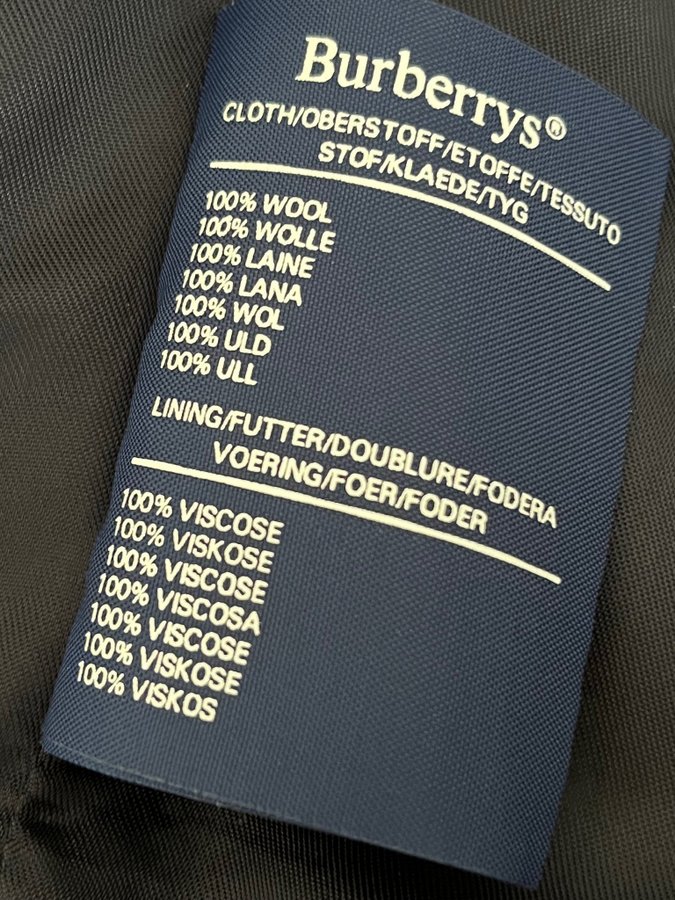 Burberrys®
CLOTH/OBERSTOFF/ETOFFE/TESSUTO
STOF/KLAEDE/TYG
100% WOOL
100% WOLLE
100% LAINE
100% LANA
100% WOL
100% ULD
100% ULL
LINING/FUTTER/DOUBLURE/FODERA
VOERING/FOER/FODER
100% VISCOSE
100% VISKOSE
100% VISCOSE
100% VISCOSA
100% VISCOSE
100% VISKOSE
100% VISKOS